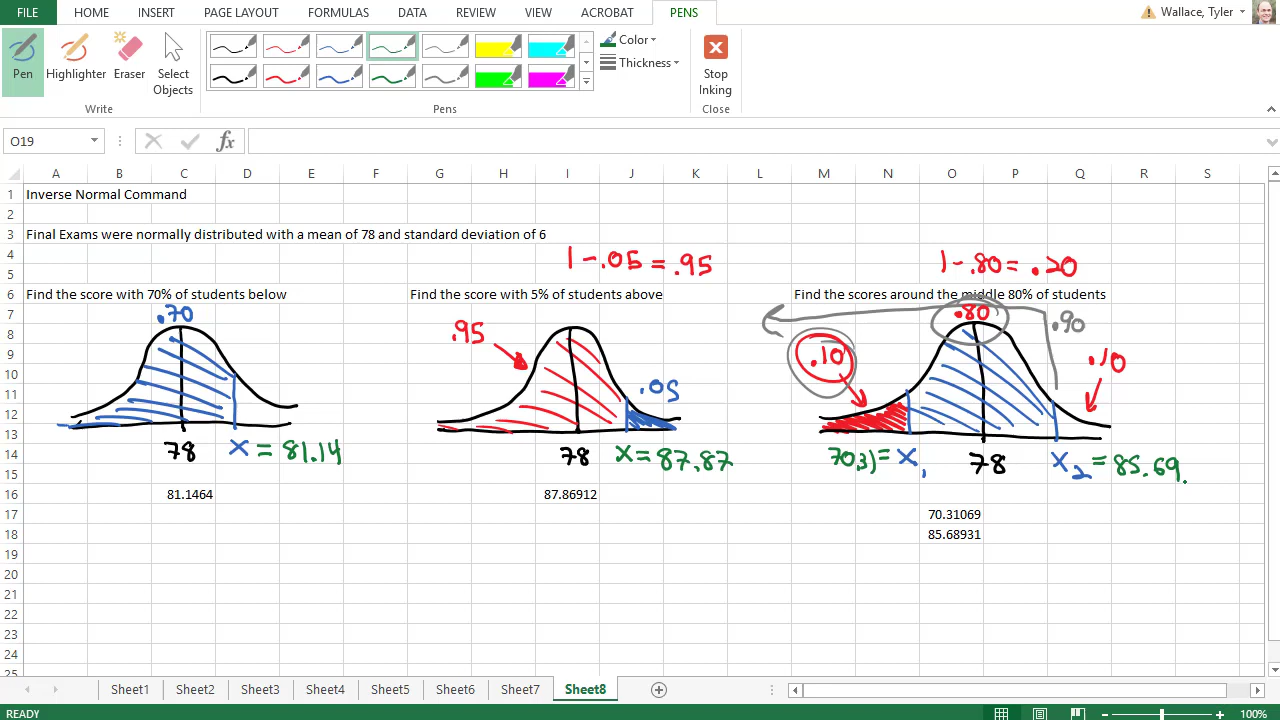 FILE HOME INSERT PAGE LAYOUT FORMULAS DATA REVIEW VIEW ACROBAT PENS Wallace, Tyler
Pen Highlighter Eraser Select Objects Color Thickness Stop Inking
Write Pens Close
O19 fx
A B C D E F G H I J K L M N O P Q R S
1 Inverse Normal Command
2
3 Final Exams were normally distributed with a mean of 78 and standard deviation of 6
4 1 - .05 = .95 1 - .80 = .20
5
6 Find the score with 70% of students below Find the score with 5% of students above Find the scores around the middle 80% of students
7 .70 .80 .90
8 .95
9 .10 .10
10
11 .05
12
13
14 78 x = 81.14 78 x = 87.87 70.31 = x1 78 x2 = 85.69.
15
16 81.1464 87.86912
17 70.31069
18 85.68931
19
20
21
22
23
24
25
Sheet1 Sheet2 Sheet3 Sheet4 Sheet5 Sheet6 Sheet7 Sheet8
READY 100%